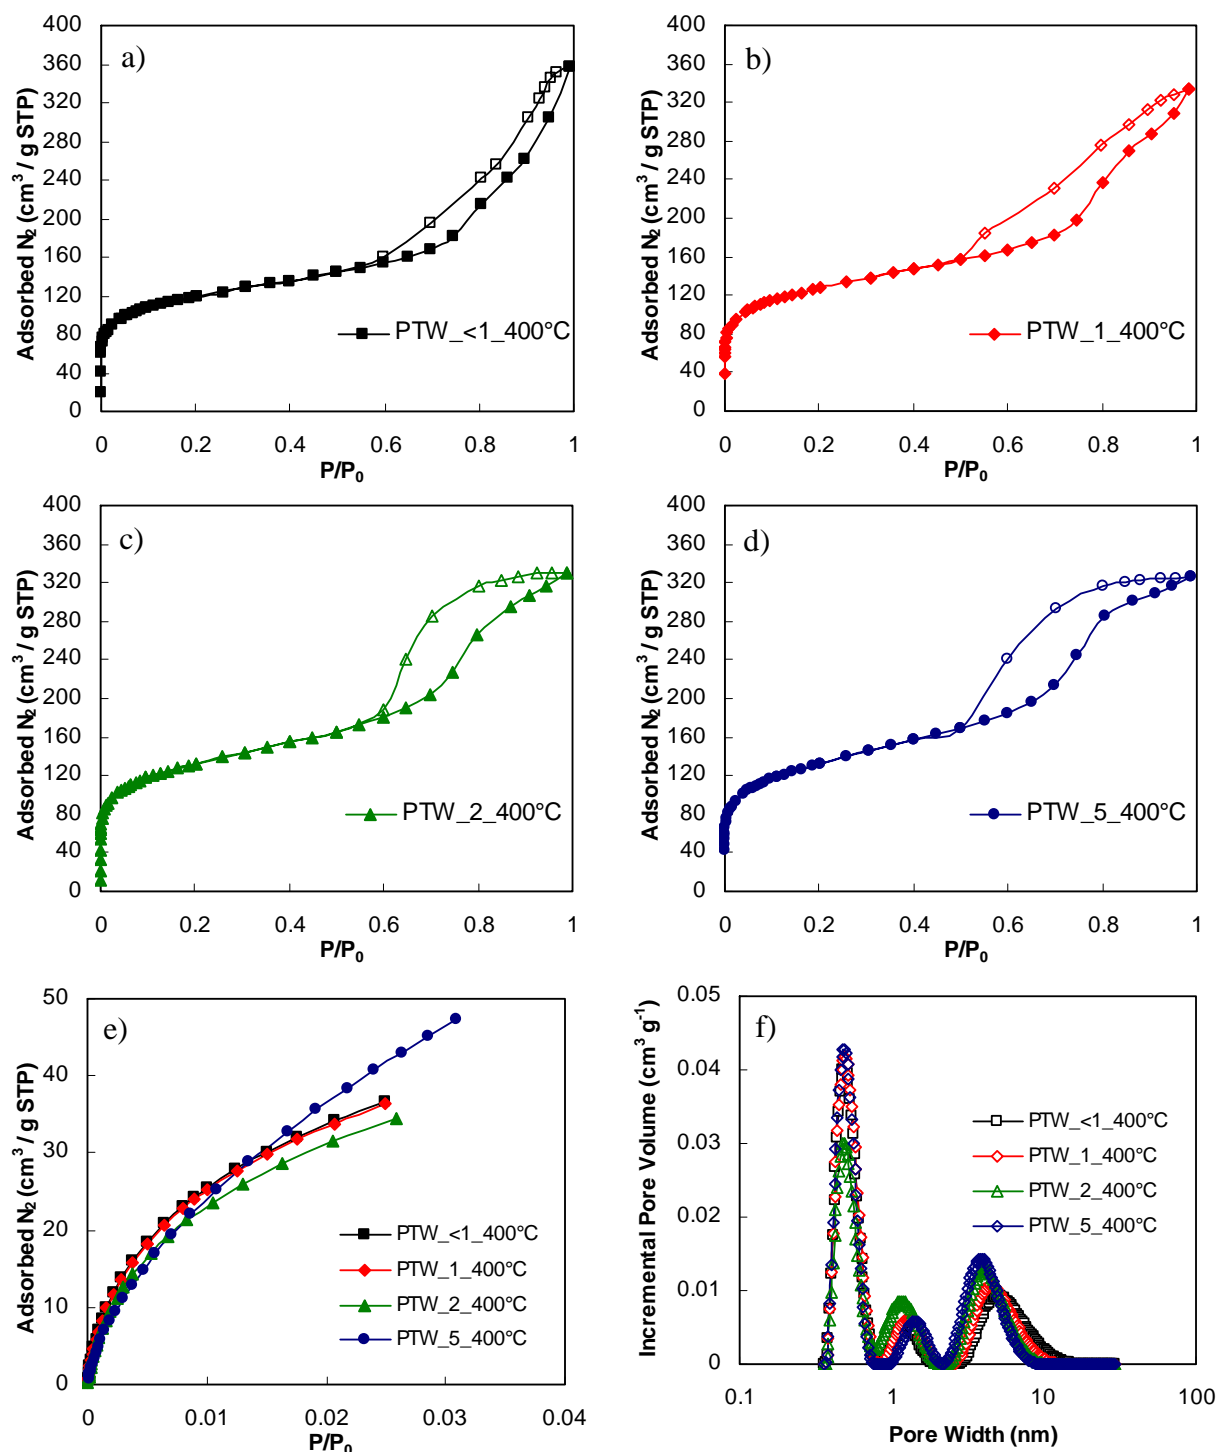 a)
Adsorbed N₂ (cm³ / g STP)
400
360
320
280
240
200
160
120
80
40
0
PTW_<1_400°C
0 0.2 0.4 0.6 0.8 1
P/P₀
b)
Adsorbed N₂ (cm³ / g STP)
400
360
320
280
240
200
160
120
80
40
0
PTW_1_400°C
0 0.2 0.4 0.6 0.8 1
P/P₀
c)
Adsorbed N₂ (cm³ / g STP)
400
360
320
280
240
200
160
120
80
40
0
PTW_2_400°C
0 0.2 0.4 0.6 0.8 1
P/P₀
d)
Adsorbed N₂ (cm³ / g STP)
400
360
320
280
240
200
160
120
80
40
0
PTW_5_400°C
0 0.2 0.4 0.6 0.8 1
P/P₀
e)
Adsorbed N₂ (cm³ / g STP)
50
40
30
20
10
0
PTW_<1_400°C
PTW_1_400°C
PTW_2_400°C
PTW_5_400°C
0 0.01 0.02 0.03 0.04
P/P₀
f)
Incremental Pore Volume (cm³ g⁻¹)
0.05
0.04
0.03
0.02
0.01
0
PTW_<1_400°C
PTW_1_400°C
PTW_2_400°C
PTW_5_400°C
0.1 1 10 100
Pore Width (nm)